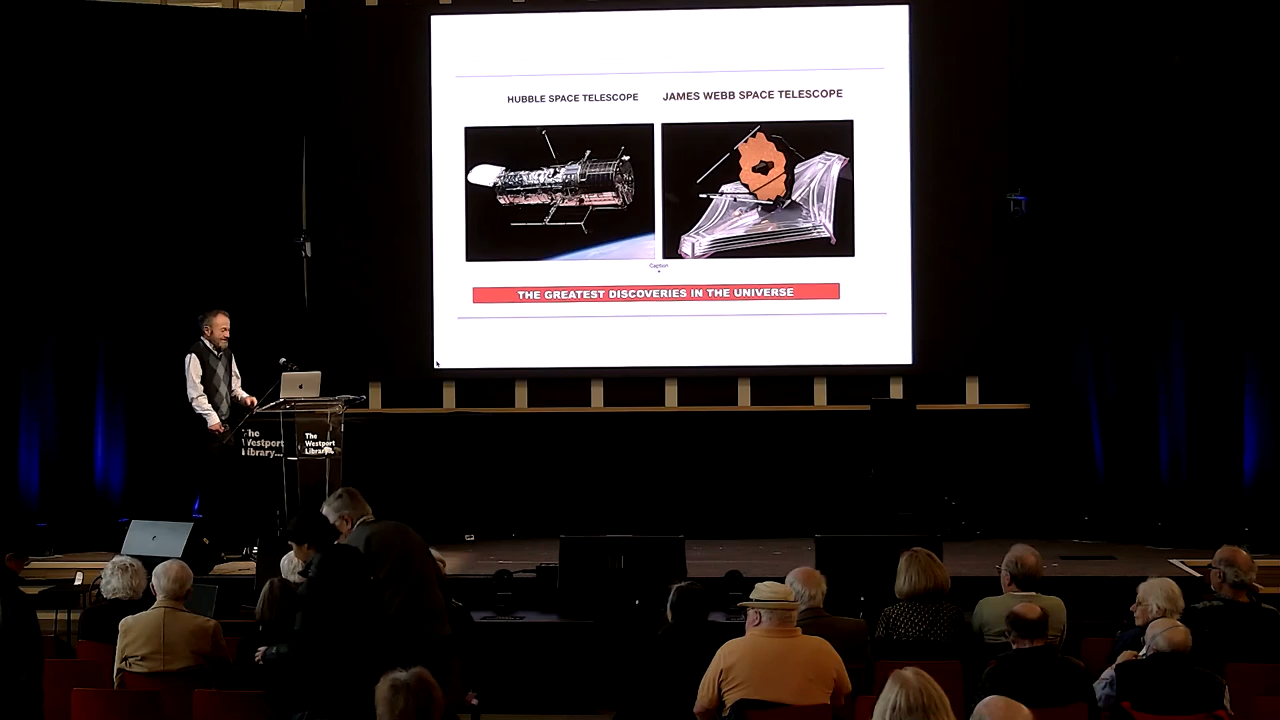 HUBBLE SPACE TELESCOPE
JAMES WEBB SPACE TELESCOPE
Caption
THE GREATEST DISCOVERIES IN THE UNIVERSE
The
Westport
Library...
The
Westport
Library...